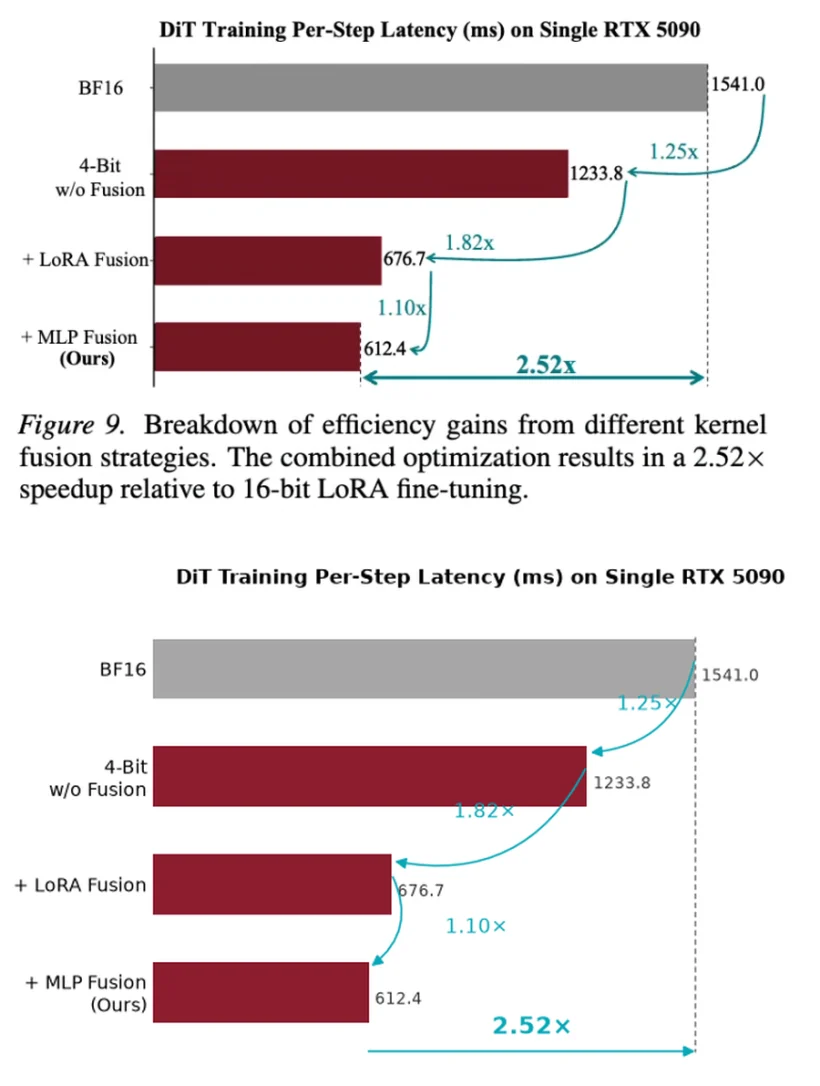 DiT Training Per-Step Latency (ms) on Single RTX 5090
BF16
1541.0
1.25x
4-Bit
w/o Fusion
1233.8
1.82x
+ LoRA Fusion
676.7
1.10x
+ MLP Fusion
(Ours)
612.4
2.52x
Figure 9. Breakdown of efficiency gains from different kernel
fusion strategies. The combined optimization results in a 2.52×
speedup relative to 16-bit LoRA fine-tuning.
DiT Training Per-Step Latency (ms) on Single RTX 5090
BF16
1541.0
1.25×
4-Bit
w/o Fusion
1233.8
1.82×
+ LoRA Fusion
676.7
1.10×
+ MLP Fusion
(Ours)
612.4
2.52×